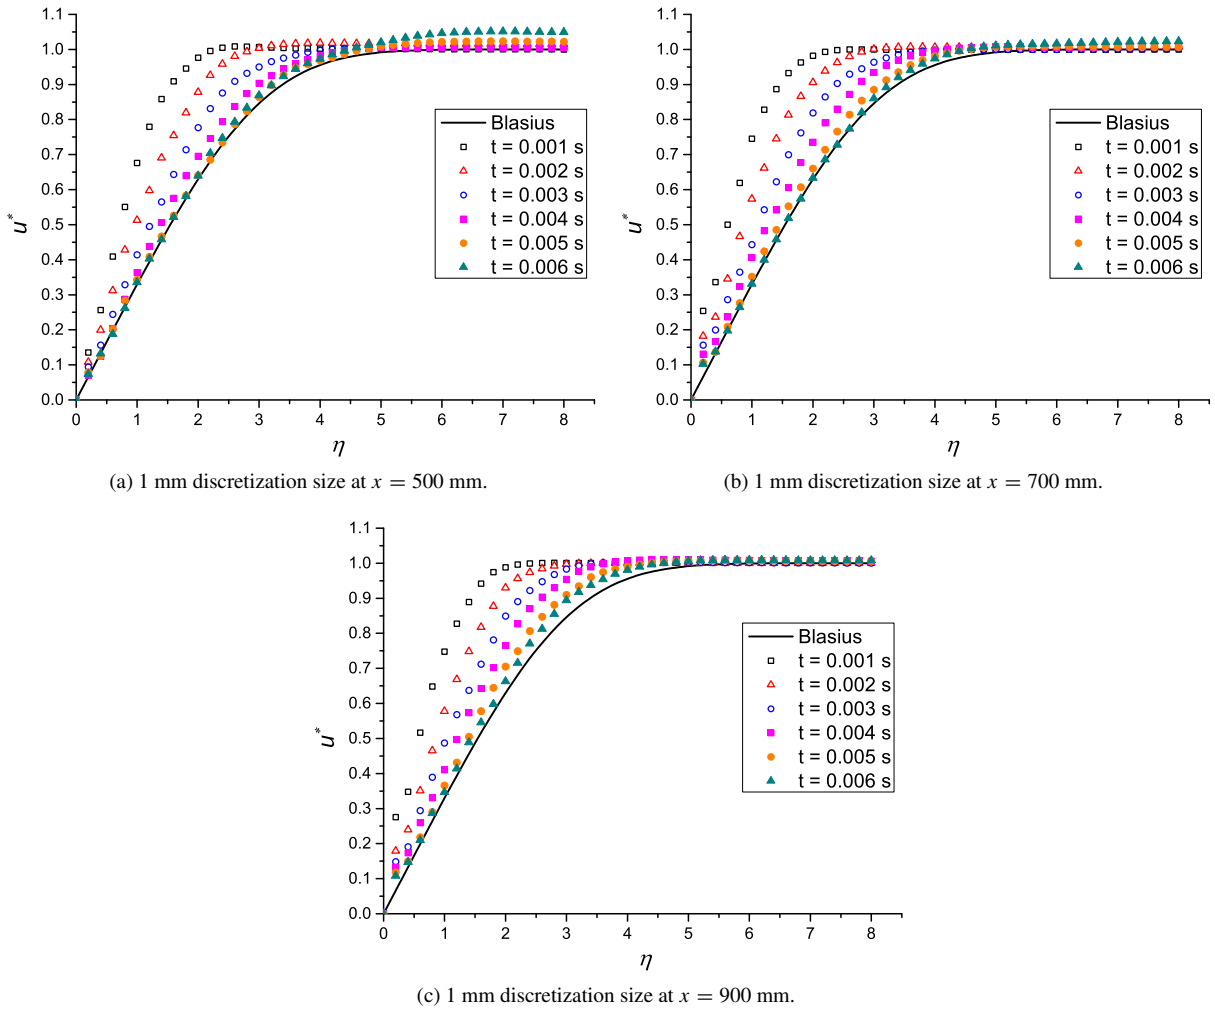 1.1
1.0
0.9
0.8
0.7
0.6
0.5
0.4
0.3
0.2
0.1
0.0
u*
0 1 2 3 4 5 6 7 8
η
Blasius
t = 0.001 s
t = 0.002 s
t = 0.003 s
t = 0.004 s
t = 0.005 s
t = 0.006 s
(a) 1 mm discretization size at x = 500 mm.
1.1
1.0
0.9
0.8
0.7
0.6
0.5
0.4
0.3
0.2
0.1
0.0
u*
0 1 2 3 4 5 6 7 8
η
Blasius
t = 0.001 s
t = 0.002 s
t = 0.003 s
t = 0.004 s
t = 0.005 s
t = 0.006 s
(b) 1 mm discretization size at x = 700 mm.
1.1
1.0
0.9
0.8
0.7
0.6
0.5
0.4
0.3
0.2
0.1
0.0
u*
0 1 2 3 4 5 6 7 8
η
Blasius
t = 0.001 s
t = 0.002 s
t = 0.003 s
t = 0.004 s
t = 0.005 s
t = 0.006 s
(c) 1 mm discretization size at x = 900 mm.